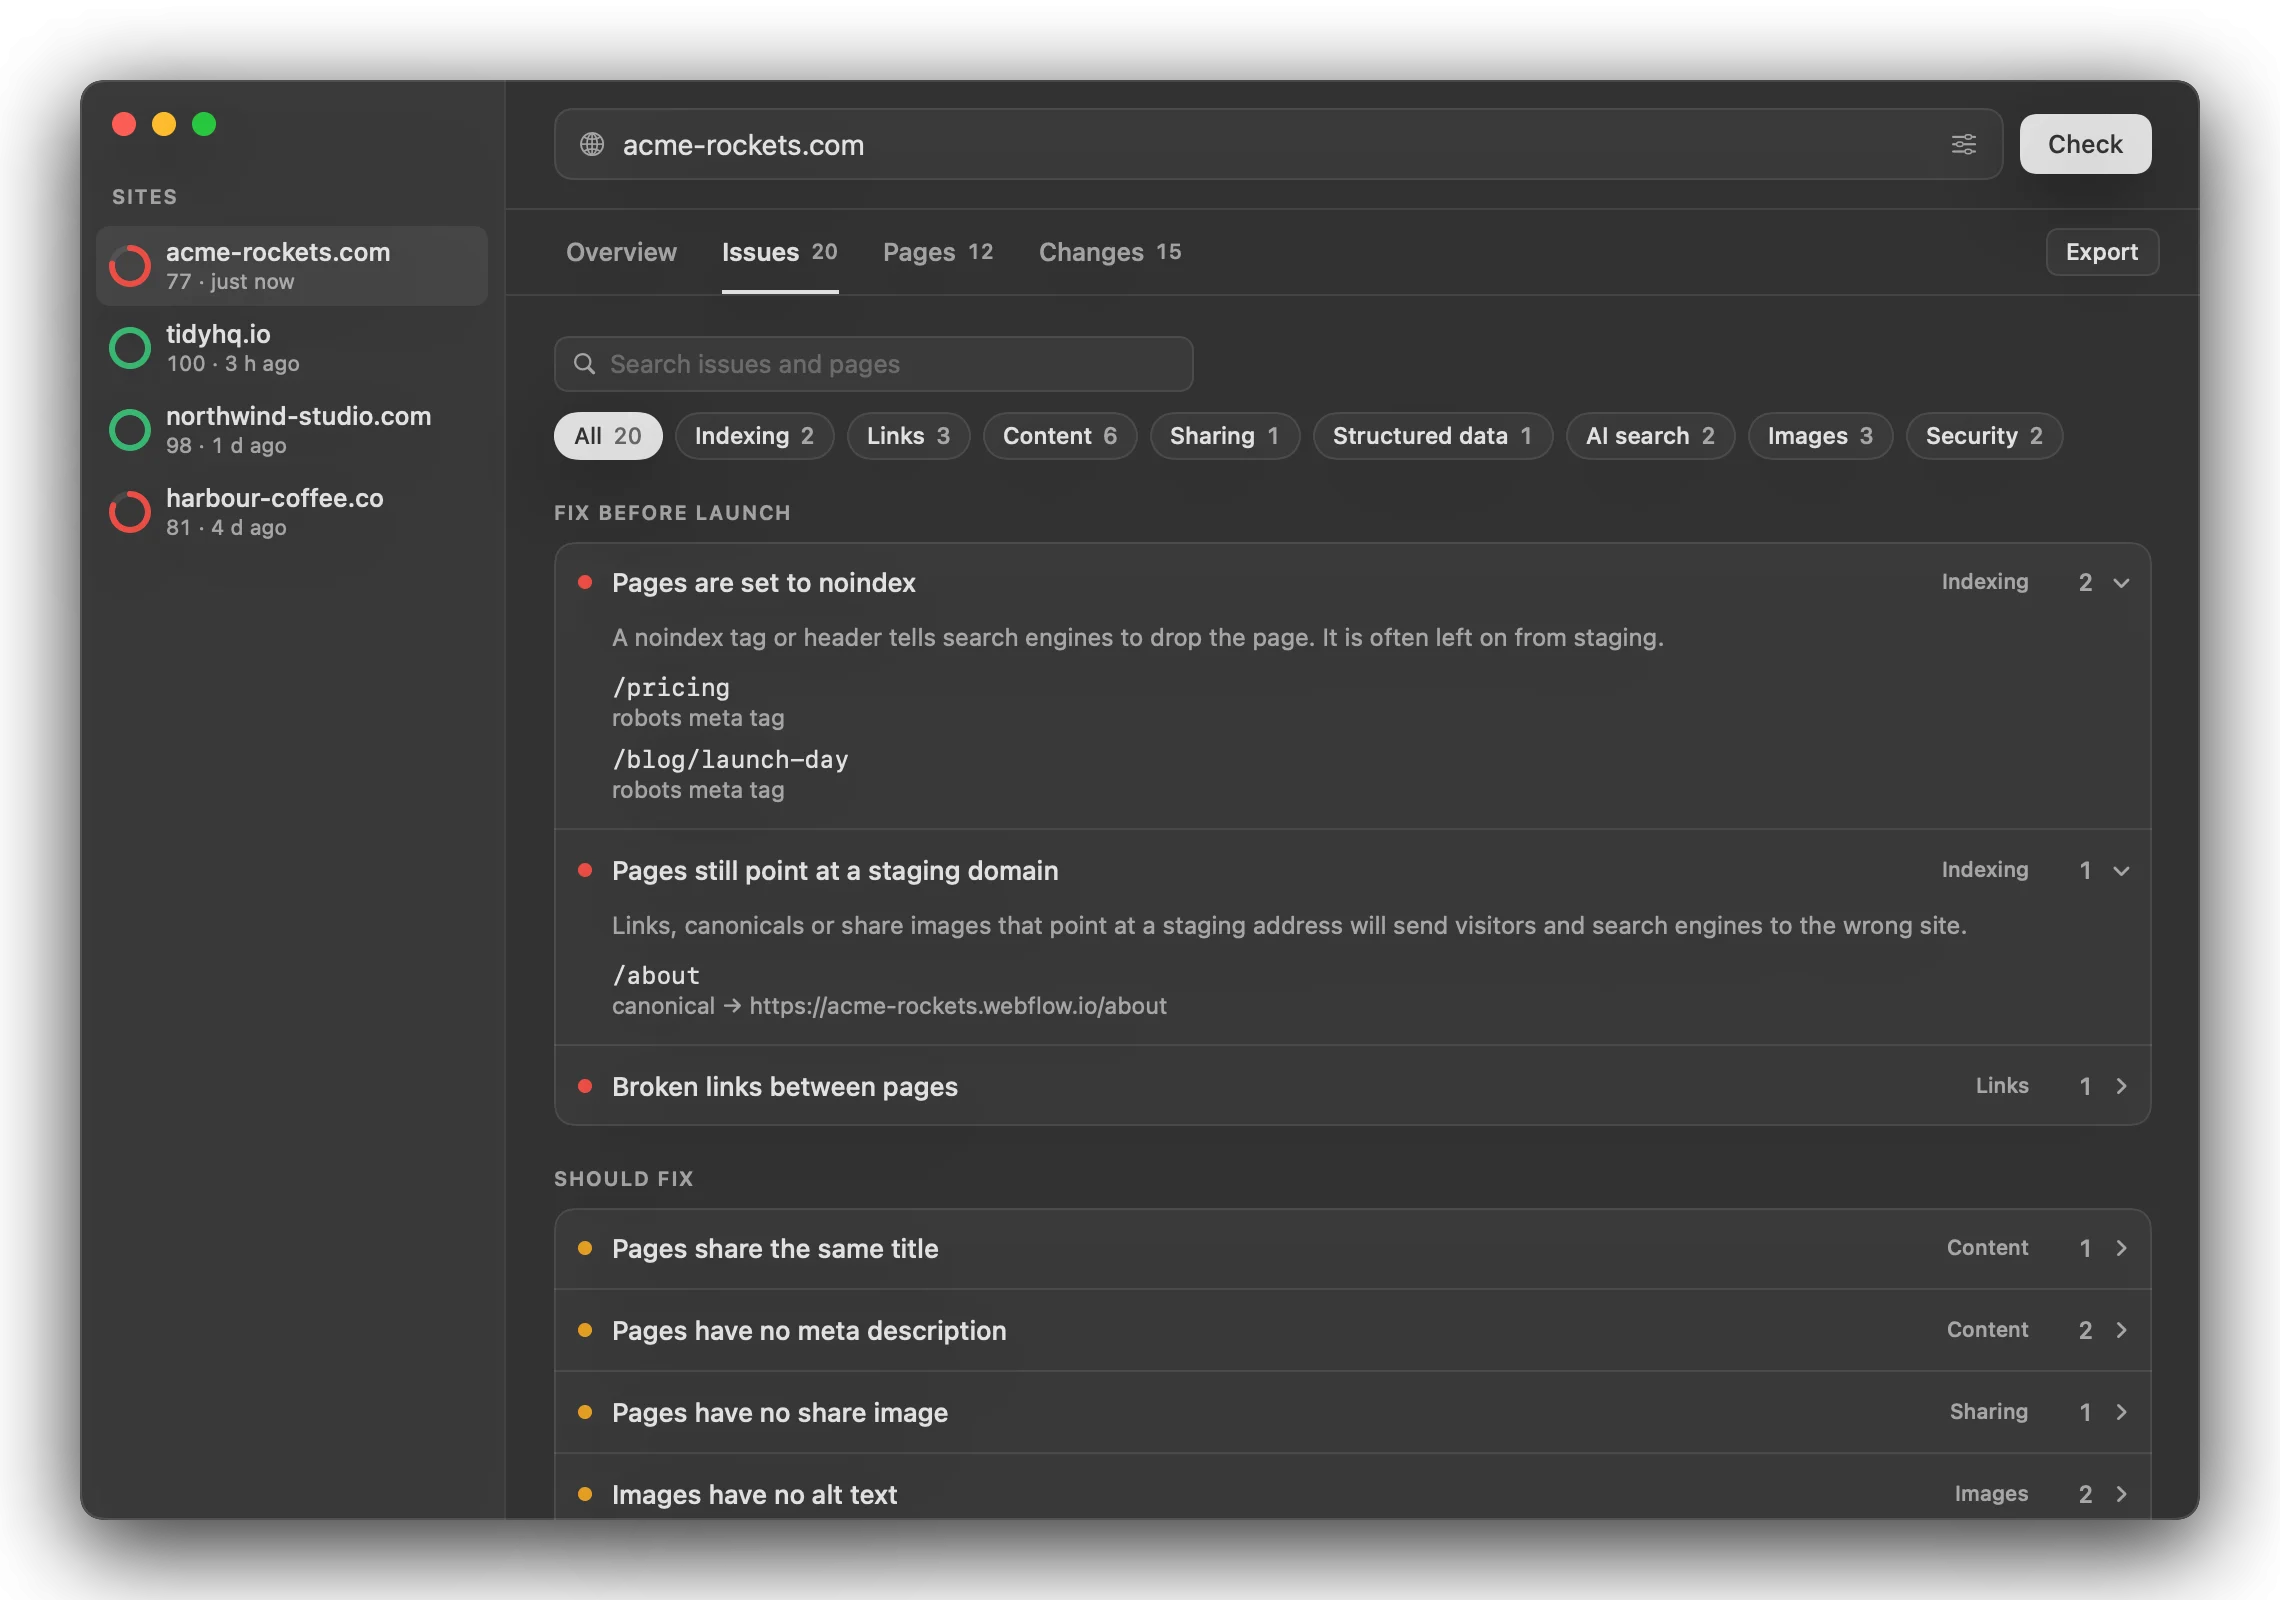 SITES
acme-rockets.com
77 · just now
tidyhq.io
100 · 3 h ago
northwind-studio.com
98 · 1 d ago
harbour-coffee.co
81 · 4 d ago
acme-rockets.com
Check
Overview Issues 20 Pages 12 Changes 15 Export
Search issues and pages
All 20 Indexing 2 Links 3 Content 6 Sharing 1 Structured data 1 AI search 2 Images 3 Security 2
FIX BEFORE LAUNCH
Pages are set to noindex Indexing 2
A noindex tag or header tells search engines to drop the page. It is often left on from staging.
/pricing
robots meta tag
/blog/launch-day
robots meta tag
Pages still point at a staging domain Indexing 1
Links, canonicals or share images that point at a staging address will send visitors and search engines to the wrong site.
/about
canonical → https://acme-rockets.webflow.io/about
Broken links between pages Links 1
SHOULD FIX
Pages share the same title Content 1
Pages have no meta description Content 2
Pages have no share image Sharing 1
Images have no alt text Images 2